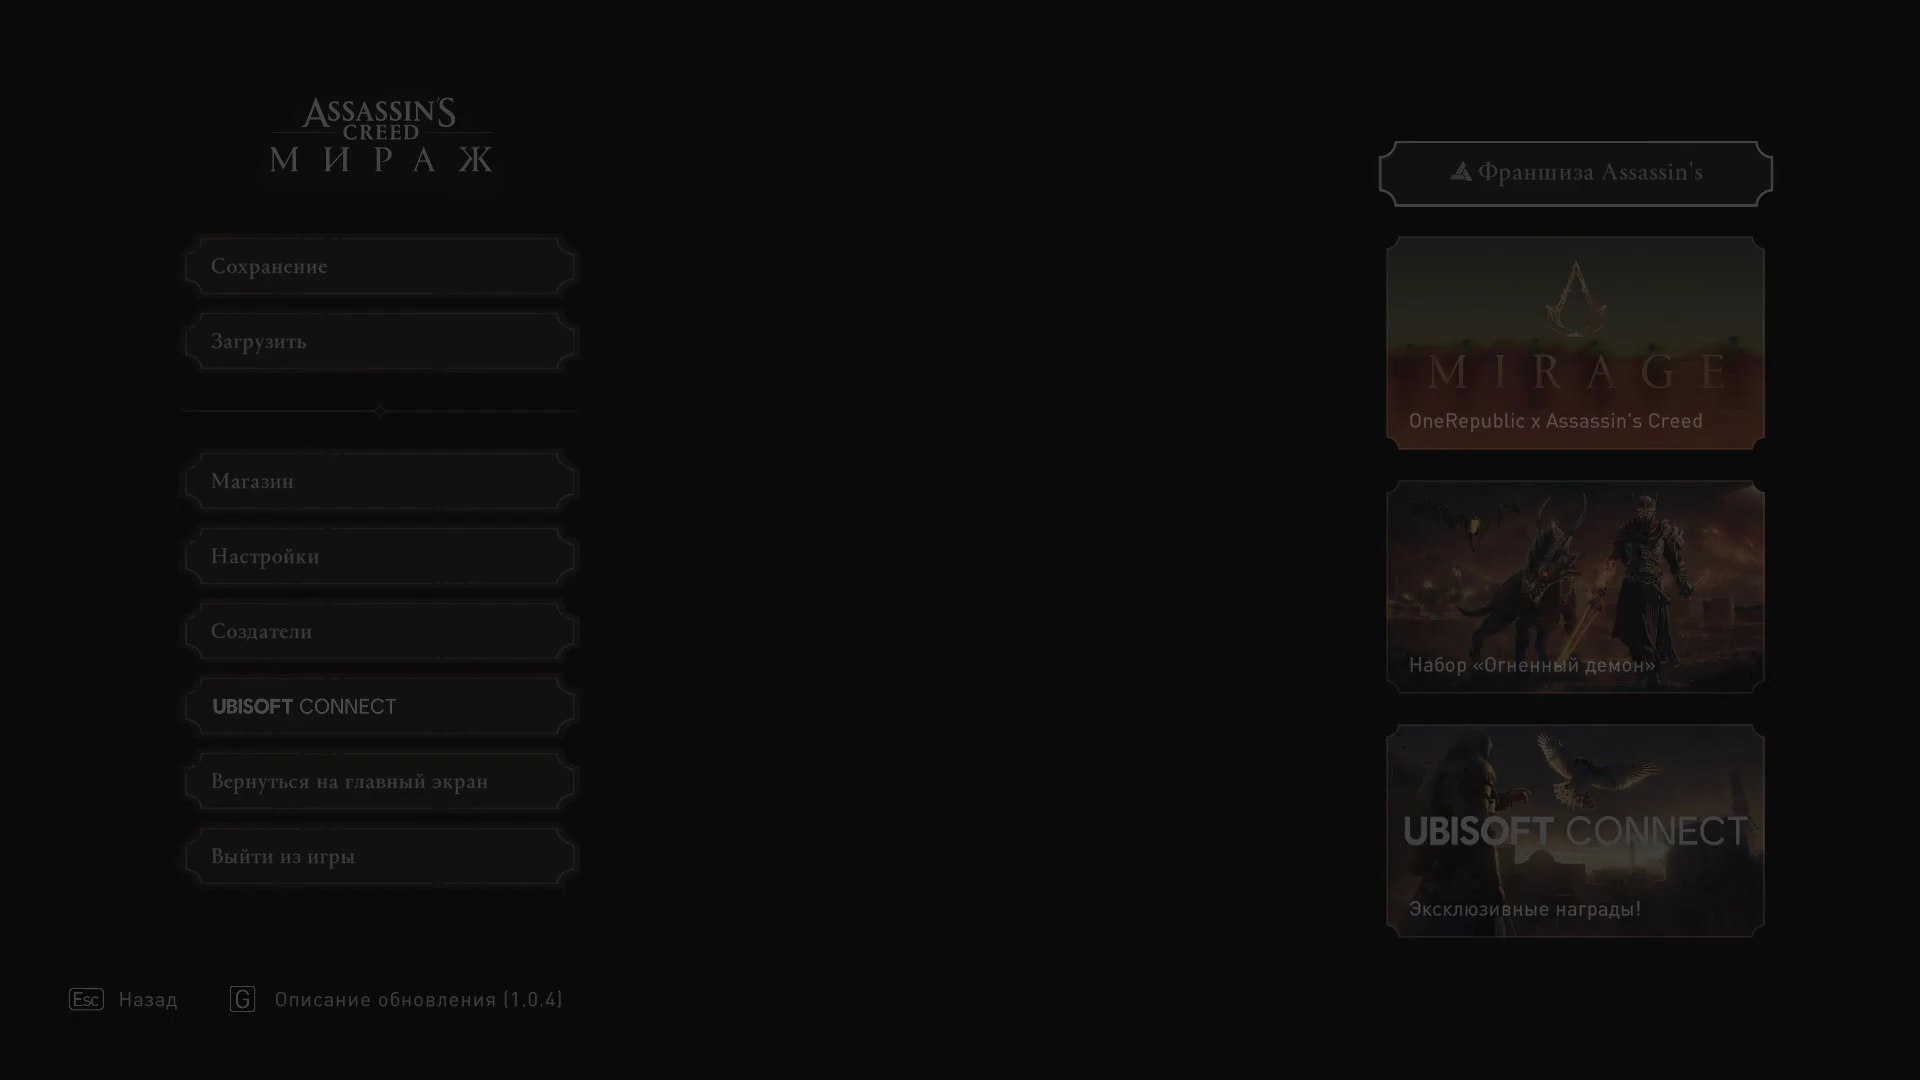 ASSASSIN'S
CREED
МИРАЖ
Сохранение
Загрузить
Магазин
Настройки
Создатели
UBISOFT CONNECT
Вернуться на главный экран
Выйти из игры
Esc Назад G Описание обновления (1.0.4)
Франшиза Assassin's
MIRAGE
OneRepublic x Assassin's Creed
Набор «Огненный демон»
UBISOFT CONNECT
Эксклюзивные награды!